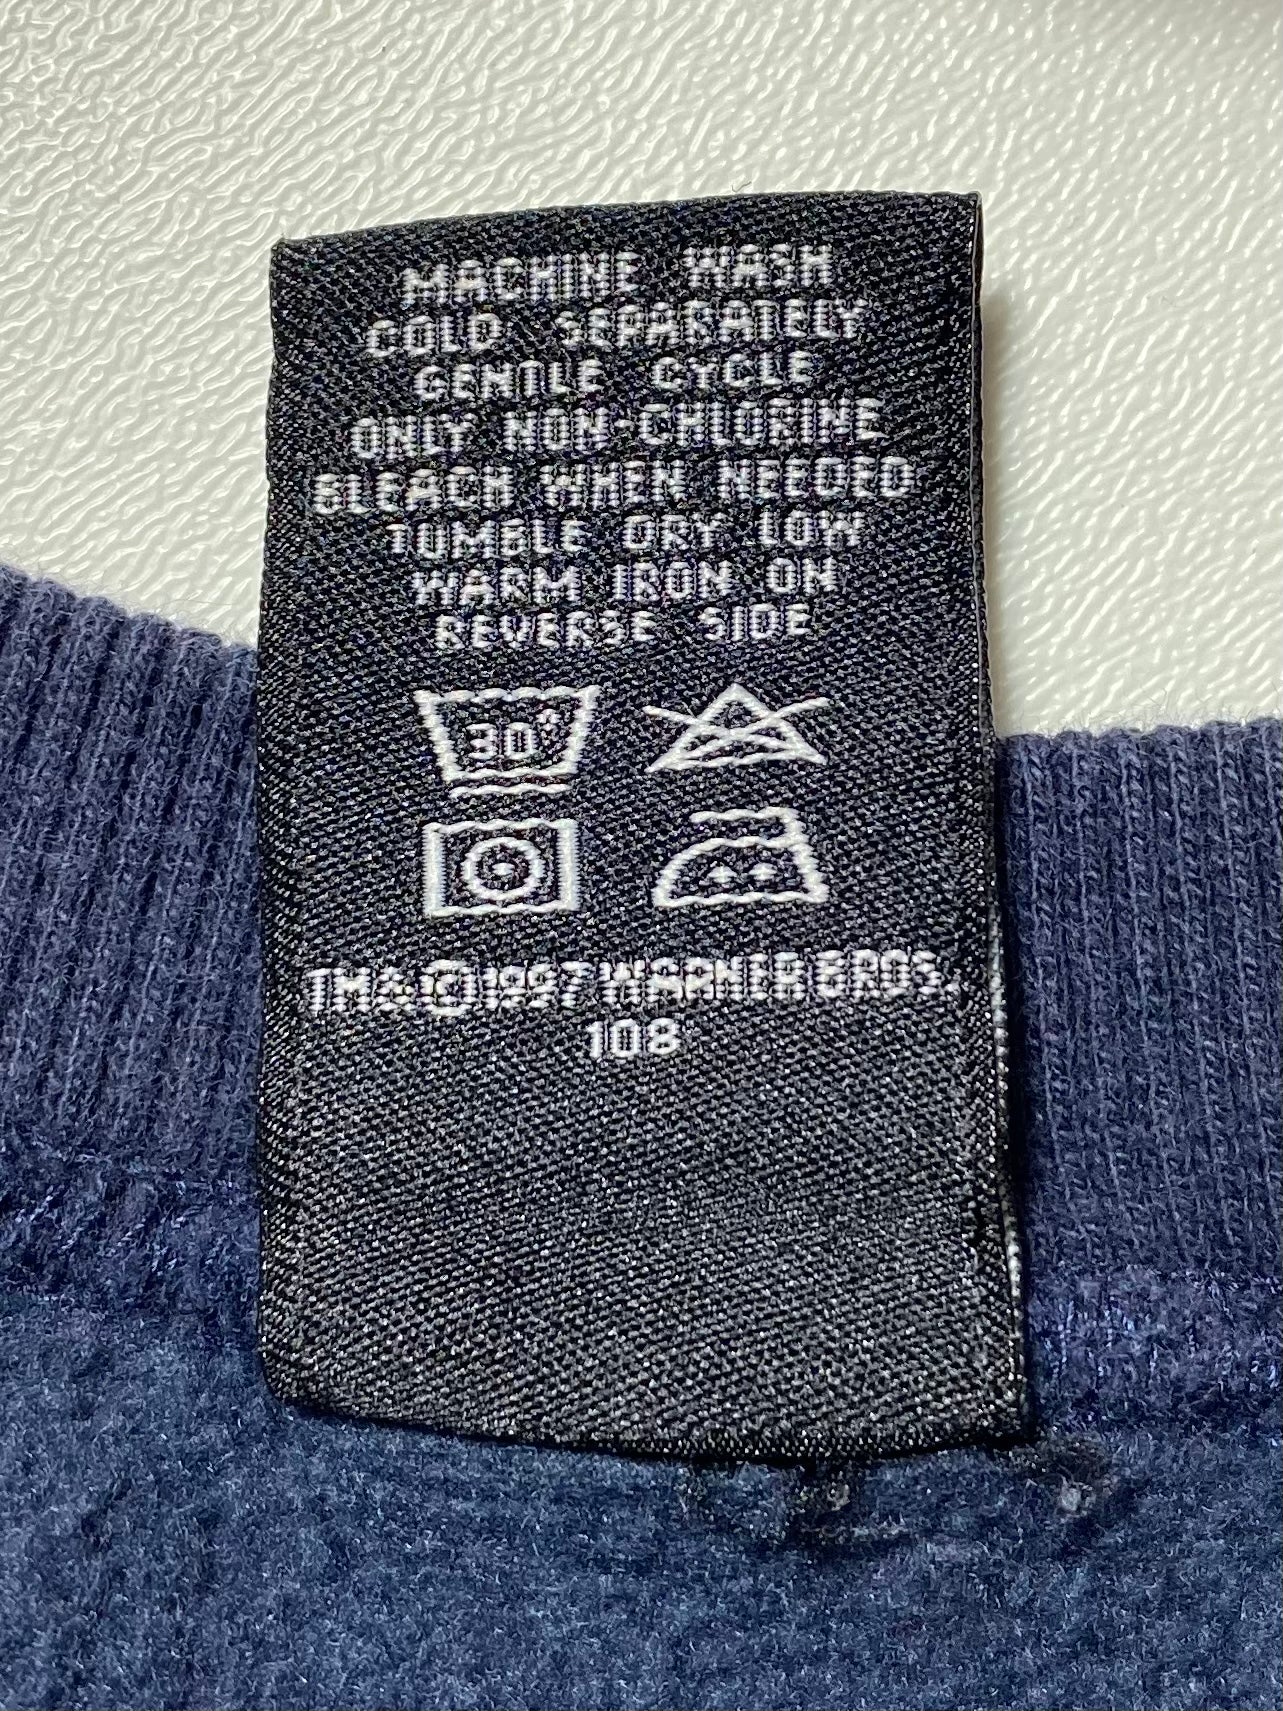 MACHINE WASH
COLD SEPARATELY
GENTLE CYCLE
ONLY NON-CHLORINE
BLEACH WHEN NEEDED
TUMBLE DRY LOW
WARM IRON ON
REVERSE SIDE
30°
TM&©1997 WARNER BROS.
108